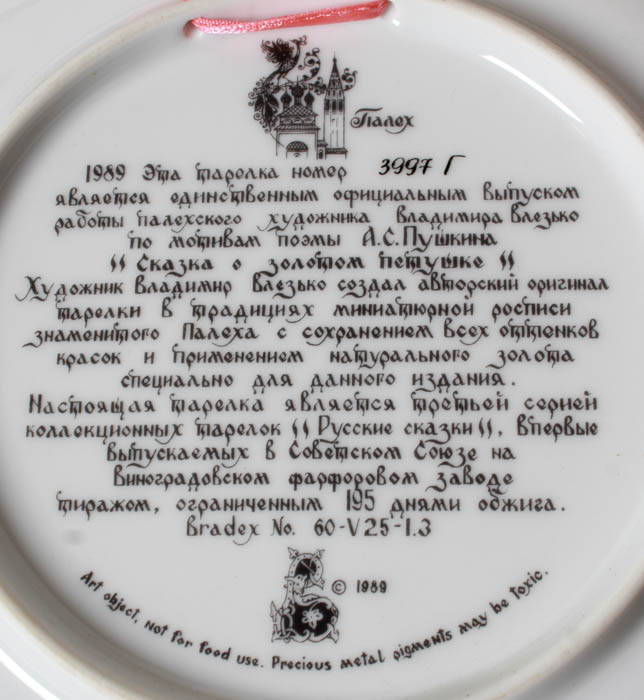 Палех
1989 Эта тарелка номер 3997 Г
является единственным официальным выпуском
работы палехского художника Владимира Влезько
по мотивам поэмы А.С.Пушкина
"Сказка о золотом петушке"
Художник Владимир Влезько создал авторский оригинал
тарелки в традициях миниатюрной росписи
знаменитого Палеха с сохранением всех оттенков
красок и применением натурального золота
специально для данного издания.
Настоящая тарелка является третьей серией
коллекционных тарелок "Русские сказки", впервые
выпускаемых в Советском Союзе на
Виноградовском фарфоровом заводе
тиражом, ограниченным 195 днями обжига.
Bradex No. 60-V25-1.3
© 1989
Art object, not for food use. Precious metal pigments may be toxic.